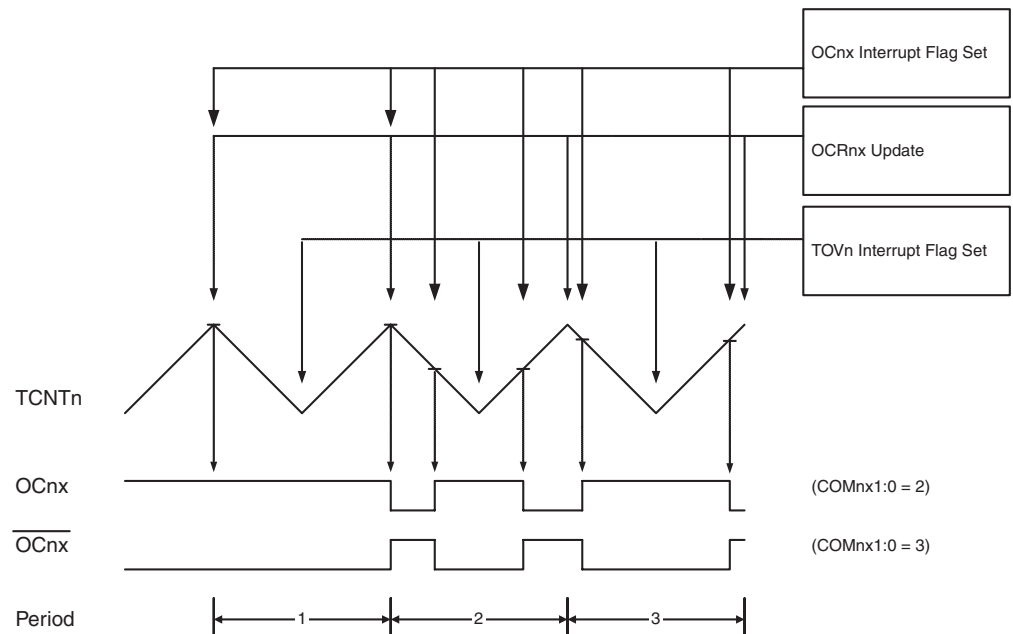 OCnx Interrupt Flag Set
OCRnx Update
TOVn Interrupt Flag Set
TCNTn
OCnx (COMnx1:0 = 2)
OCnx (COMnx1:0 = 3)
Period 1 2 3